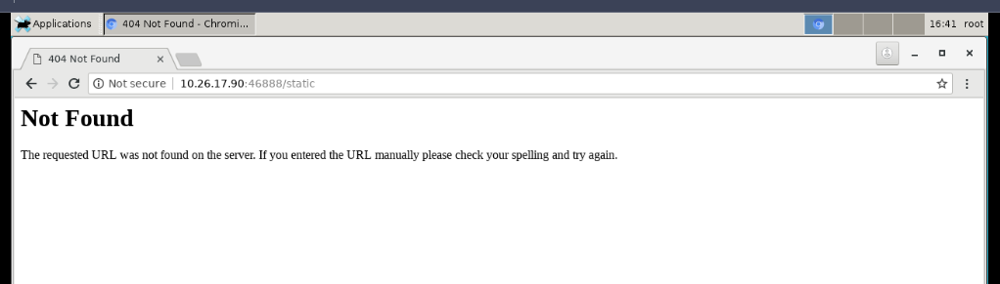 Applications
404 Not Found - Chromi...
16:41
root
404 Not Found
Not secure
10.26.17.90:46888/static
Not Found
The requested URL was not found on the server. If you entered the URL manually please check your spelling and try again.